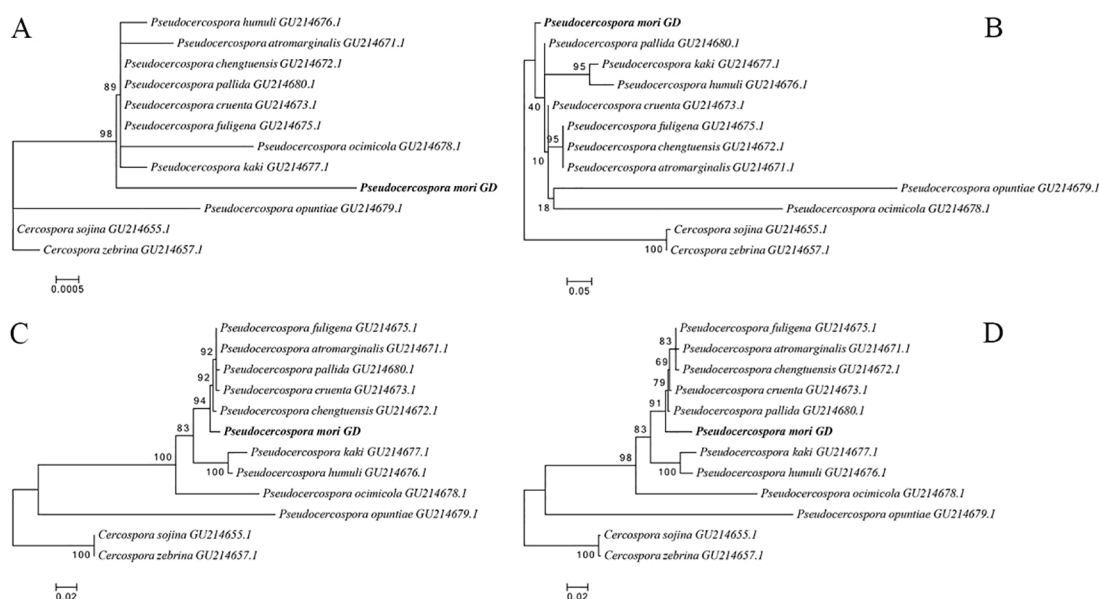 A
Pseudocercospora humuli GU214676.1
Pseudocercospora atromarginalis GU214671.1
Pseudocercospora chengtuensis GU214672.1
89
Pseudocercospora pallida GU214680.1
Pseudocercospora cruenta GU214673.1
Pseudocercospora fuligena GU214675.1
98
Pseudocercospora ocimicola GU214678.1
Pseudocercospora kaki GU214677.1
Pseudocercospora mori GD
Pseudocercospora opuntiae GU214679.1
Cercospora sojina GU214655.1
Cercospora zebrina GU214657.1
0.0005
B
Pseudocercospora mori GD
Pseudocercospora pallida GU214680.1
95
Pseudocercospora kaki GU214677.1
Pseudocercospora humuli GU214676.1
40
Pseudocercospora cruenta GU214673.1
Pseudocercospora fuligena GU214675.1
95
Pseudocercospora chengtuensis GU214672.1
10
Pseudocercospora atromarginalis GU214671.1
Pseudocercospora opuntiae GU214679.1
18
Pseudocercospora ocimicola GU214678.1
Cercospora sojina GU214655.1
100
Cercospora zebrina GU214657.1
0.05
C
Pseudocercospora fuligena GU214675.1
92
Pseudocercospora atromarginalis GU214671.1
Pseudocercospora pallida GU214680.1
92
Pseudocercospora cruenta GU214673.1
94
Pseudocercospora chengtuensis GU214672.1
83
Pseudocercospora mori GD
100
Pseudocercospora kaki GU214677.1
100
Pseudocercospora humuli GU214676.1
Pseudocercospora ocimicola GU214678.1
Pseudocercospora opuntiae GU214679.1
Cercospora sojina GU214655.1
100
Cercospora zebrina GU214657.1
0.02
D
Pseudocercospora fuligena GU214675.1
83
Pseudocercospora atromarginalis GU214671.1
69
Pseudocercospora chengtuensis GU214672.1
79
Pseudocercospora cruenta GU214673.1
91
Pseudocercospora pallida GU214680.1
83
Pseudocercospora mori GD
98
Pseudocercospora kaki GU214677.1
100
Pseudocercospora humuli GU214676.1
Pseudocercospora ocimicola GU214678.1
Pseudocercospora opuntiae GU214679.1
Cercospora sojina GU214655.1
100
Cercospora zebrina GU214657.1
0.02